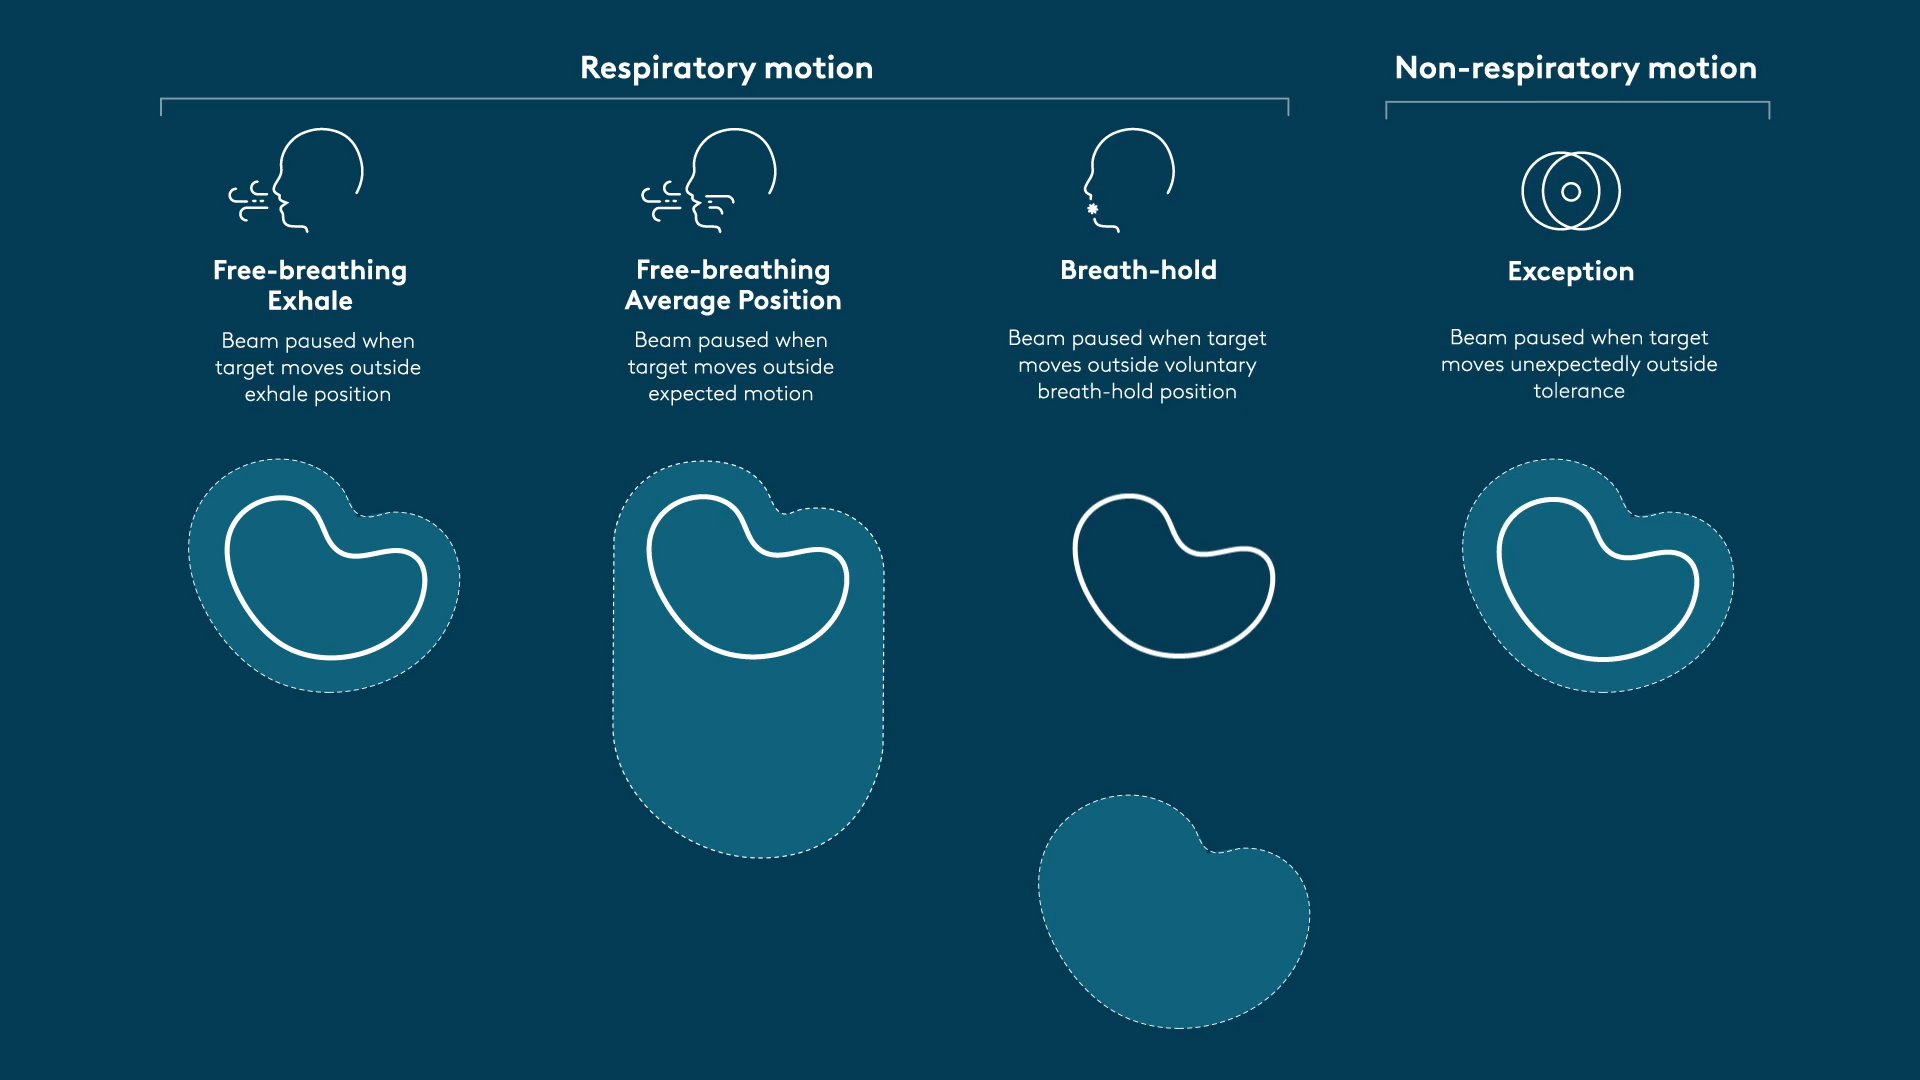 Respiratory motion
Non-respiratory motion
Free-breathing
Exhale
Beam paused when
target moves outside
exhale position
Free-breathing
Average Position
Beam paused when
target moves outside
expected motion
Breath-hold
Beam paused when target
moves outside voluntary
breath-hold position
Exception
Beam paused when target
moves unexpectedly outside
tolerance